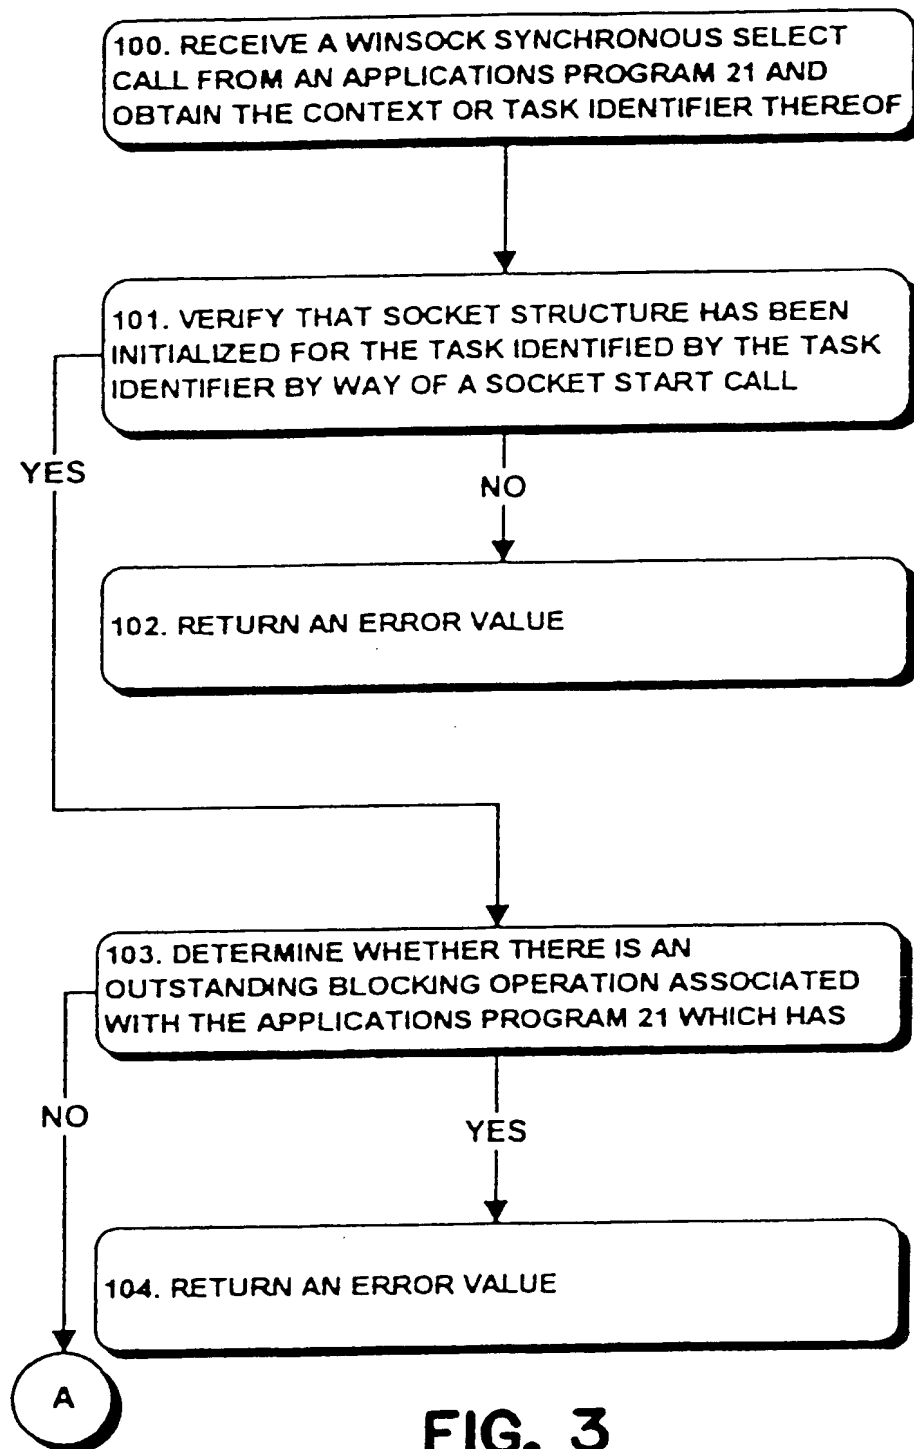 100. RECEIVE A WINSOCK SYNCHRONOUS SELECT
CALL FROM AN APPLICATIONS PROGRAM 21 AND
OBTAIN THE CONTEXT OR TASK IDENTIFIER THEREOF
101. VERIFY THAT SOCKET STRUCTURE HAS BEEN
INITIALIZED FOR THE TASK IDENTIFIED BY THE TASK
IDENTIFIER BY WAY OF A SOCKET START CALL
YES
NO
102. RETURN AN ERROR VALUE
103. DETERMINE WHETHER THERE IS AN
OUTSTANDING BLOCKING OPERATION ASSOCIATED
WITH THE APPLICATIONS PROGRAM 21 WHICH HAS
NO
YES
104. RETURN AN ERROR VALUE
A
FIG. 3